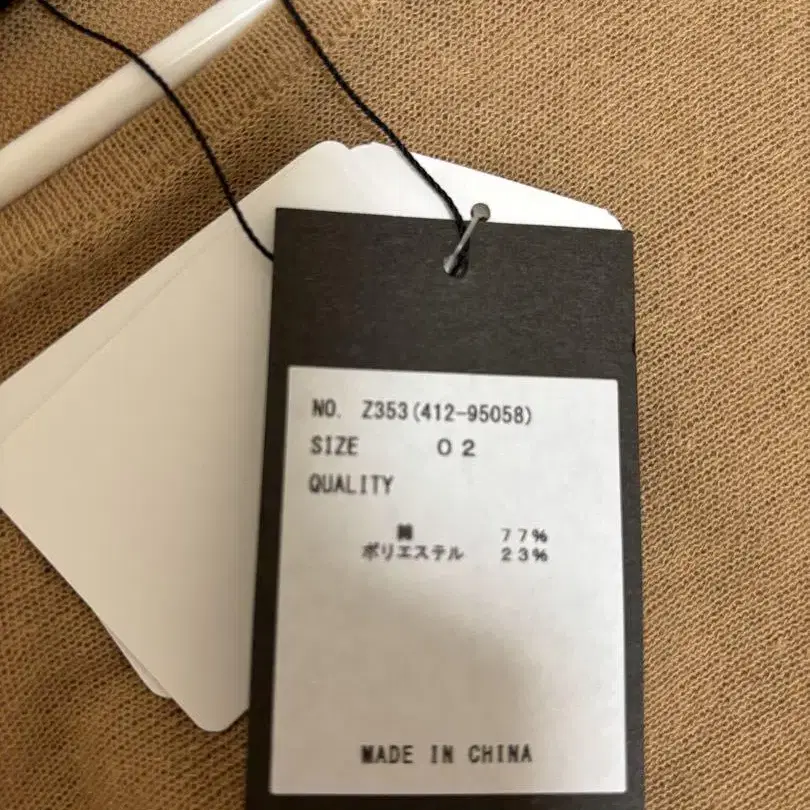 NO. Z353(412-95058)
SIZE 02
QUALITY
綿 77%
ポリエステル 23%
MADE IN CHINA